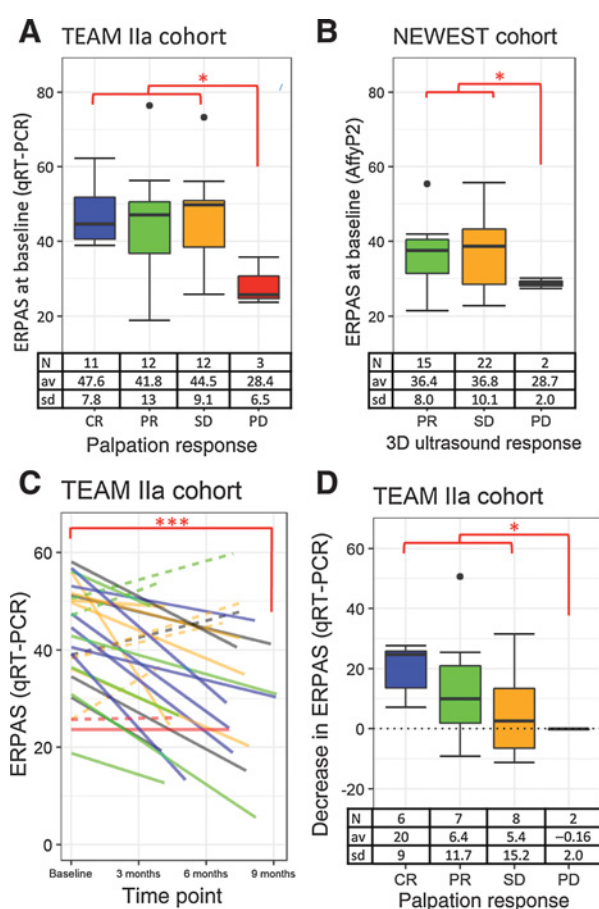 A TEAM IIa cohort
*
ERPAS at baseline (qRT-PCR)
80
60
40
20
N 11 12 12 3
av 47.6 41.8 44.5 28.4
sd 7.8 13 9.1 6.5
CR PR SD PD
Palpation response
B NEWEST cohort
*
ERPAS at baseline (AffyP2)
80
60
40
20
N 15 22 2
av 36.4 36.8 28.7
sd 8.0 10.1 2.0
PR SD PD
3D ultrasound response
C TEAM IIa cohort
***
ERPAS (qRT-PCR)
60
40
20
0
Baseline 3 months 6 months 9 months
Time point
D TEAM IIa cohort
*
Decrease in ERPAS (qRT-PCR)
60
40
20
0
-20
N 6 7 8 2
av 20 6.4 5.4 −0.16
sd 9 11.7 15.2 2.0
CR PR SD PD
Palpation response